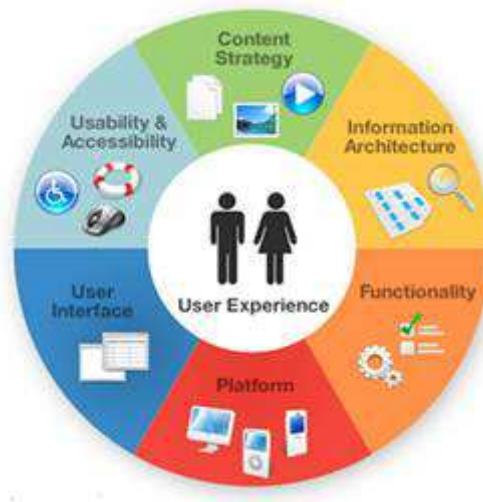 Content
Strategy
Usability &
Accessibility
Information
Architecture
User Experience
User
Interface
Functionality
Platform